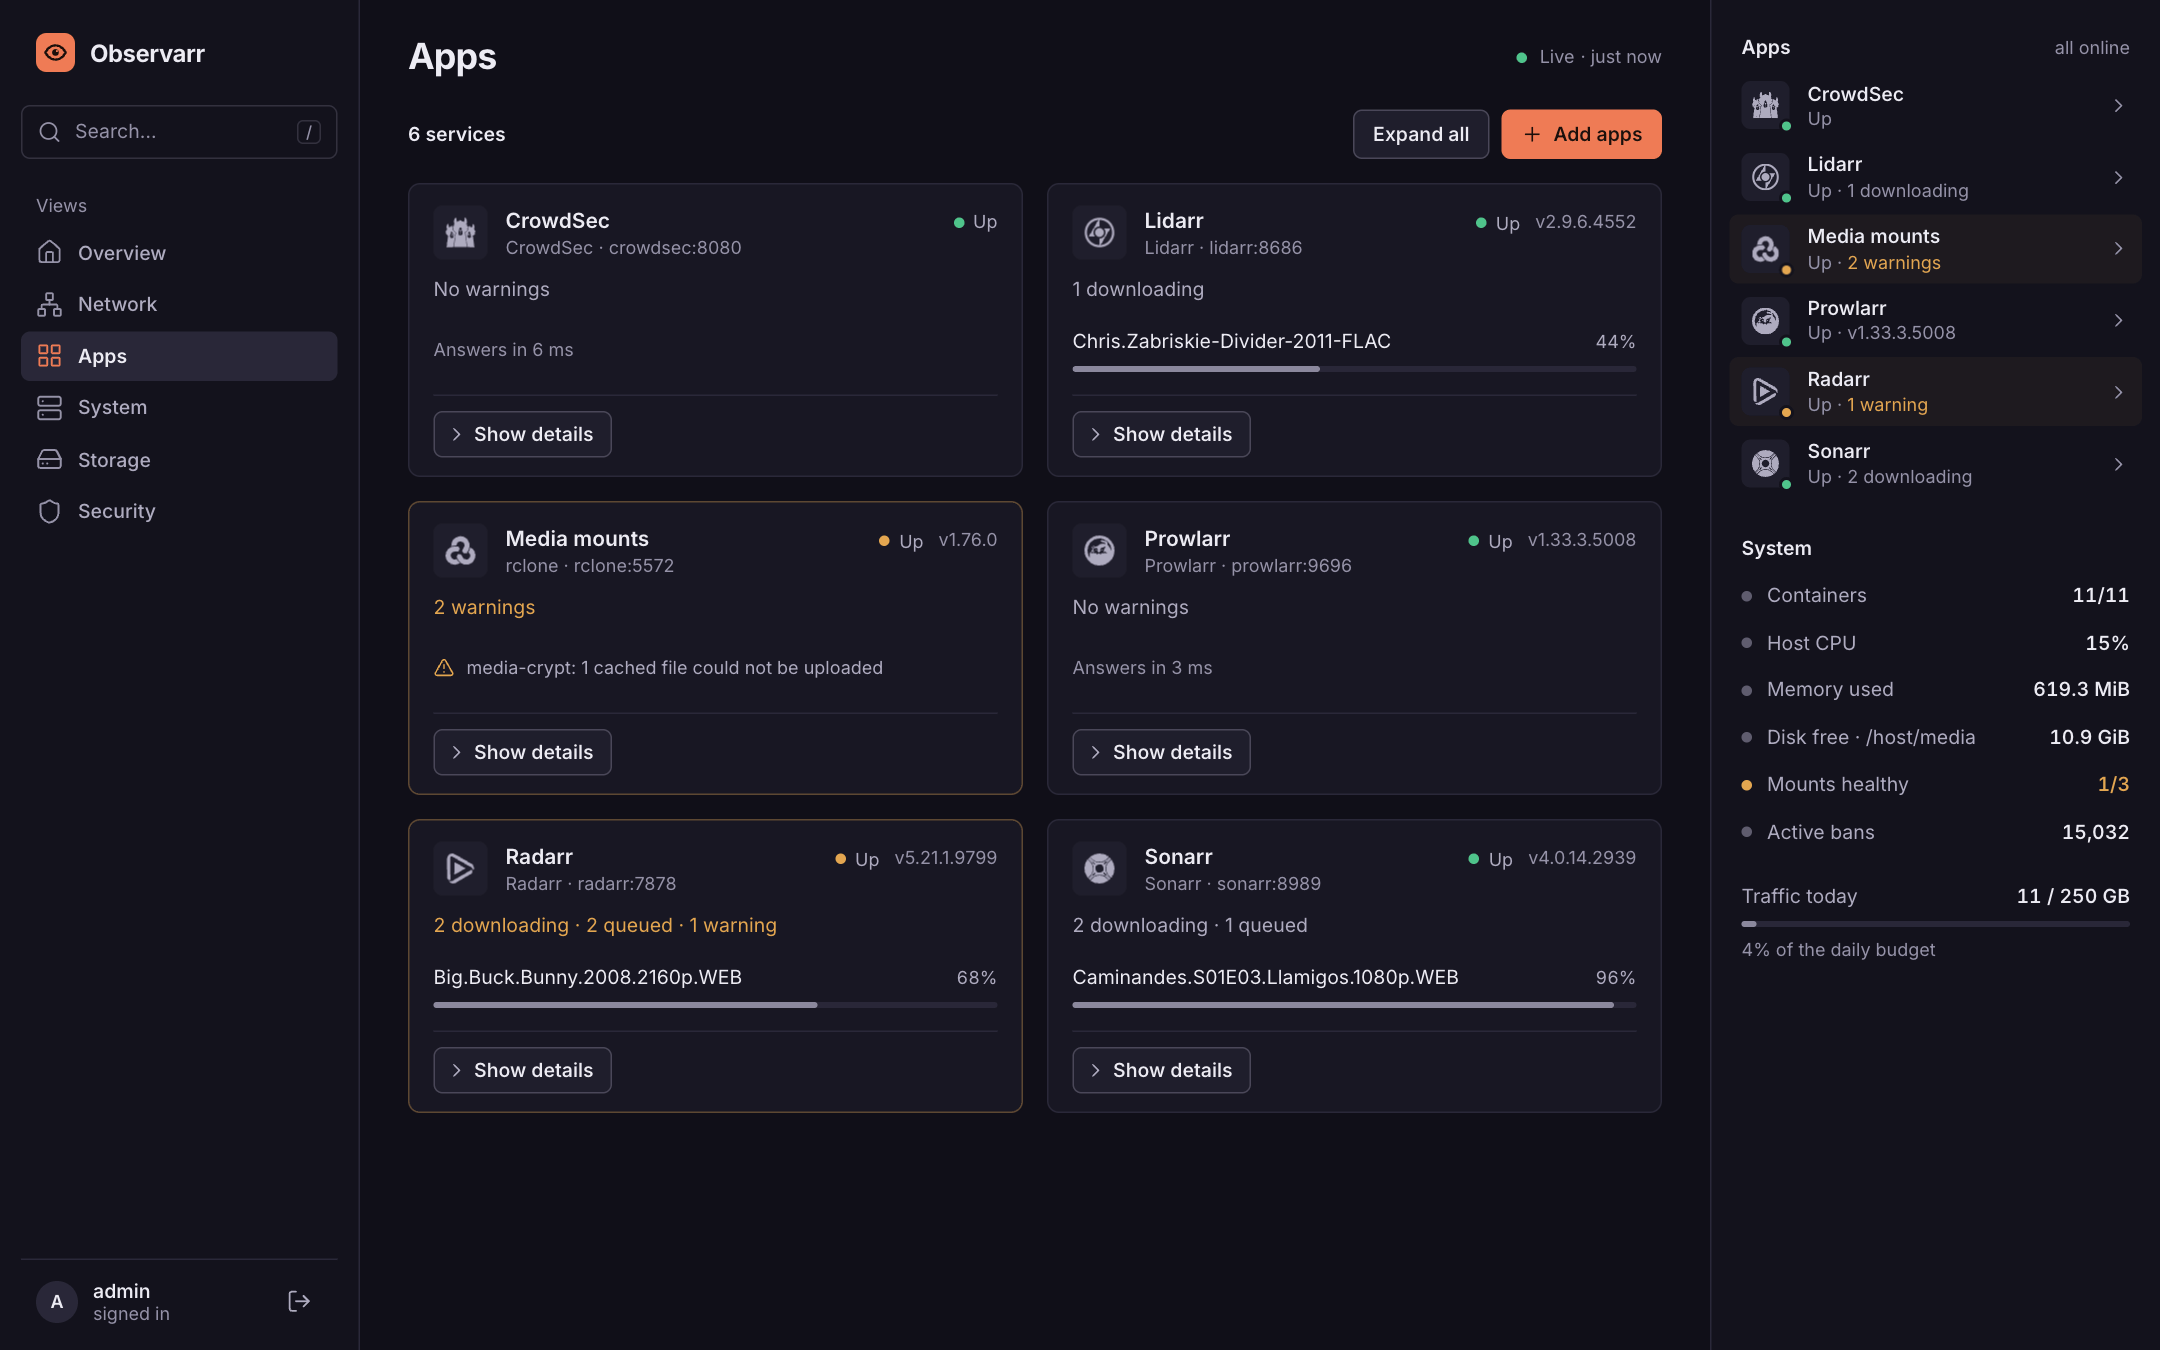 Observarr
Search...
/
Views
Overview
Network
Apps
System
Storage
Security
A
admin
signed in
Apps
Live · just now
6 services
Expand all
Add apps
CrowdSec
Up
CrowdSec · crowdsec:8080
No warnings
Answers in 6 ms
Show details
Lidarr
Up v2.9.6.4552
Lidarr · lidarr:8686
1 downloading
Chris.Zabriskie-Divider-2011-FLAC 44%
Show details
Media mounts
Up v1.76.0
rclone · rclone:5572
2 warnings
media-crypt: 1 cached file could not be uploaded
Show details
Prowlarr
Up v1.33.3.5008
Prowlarr · prowlarr:9696
No warnings
Answers in 3 ms
Show details
Radarr
Up v5.21.1.9799
Radarr · radarr:7878
2 downloading · 2 queued · 1 warning
Big.Buck.Bunny.2008.2160p.WEB 68%
Show details
Sonarr
Up v4.0.14.2939
Sonarr · sonarr:8989
2 downloading · 1 queued
Caminandes.S01E03.Llamigos.1080p.WEB 96%
Show details
Apps all online
CrowdSec
Up
Lidarr
Up · 1 downloading
Media mounts
Up · 2 warnings
Prowlarr
Up · v1.33.3.5008
Radarr
Up · 1 warning
Sonarr
Up · 2 downloading
System
Containers 11/11
Host CPU 15%
Memory used 619.3 MiB
Disk free · /host/media 10.9 GiB
Mounts healthy 1/3
Active bans 15,032
Traffic today 11 / 250 GB
4% of the daily budget